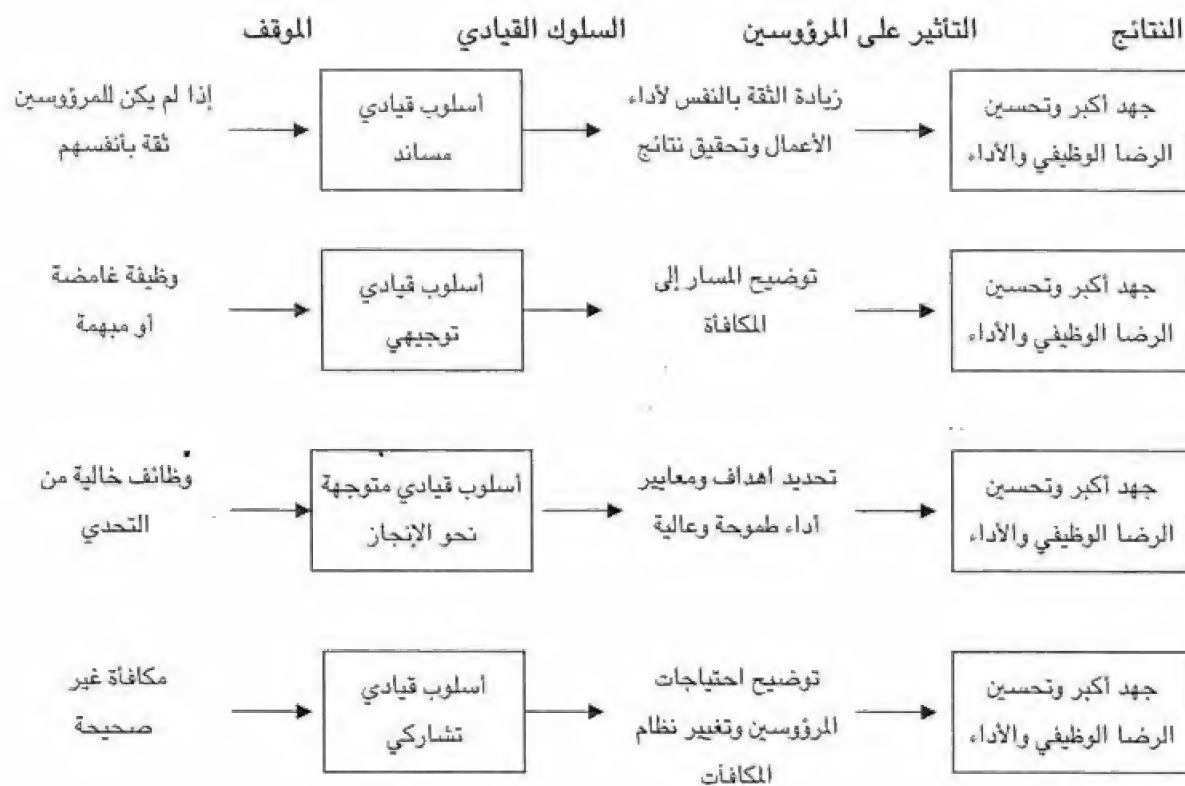 الموقف
السلوك القيادي
التأثير على المرؤوسين
النتائج
إذا لم يكن للمرؤوسين
ثقة بأنفسهم
أسلوب قيادي
مساند
زيادة الثقة بالنفس لأداء
الأعمال وتحقيق نتائج
جهد أكبر وتحسين
الرضا الوظيفي والأداء
وظيفة غامضة
أو مبهمة
أسلوب قيادي
توجيهي
توضيح المسار إلى
المكافأة
جهد أكبر وتحسين
الرضا الوظيفي والأداء
وظائف خالية من
التحدي
أسلوب قيادي متوجهة
نحو الإنجاز
تحديد اهداف ومعايير
أداء طموحة وعالية
جهد أكبر وتحسين
الرضا الوظيفي والأداء
مكافأة غير
صحيحة
أسلوب قيادي
تشاركي
توضيح احتياجات
المرؤوسين وتغيير نظام
المكافآت
جهد أكبر وتحسين
الرضا الوظيفي والأداء